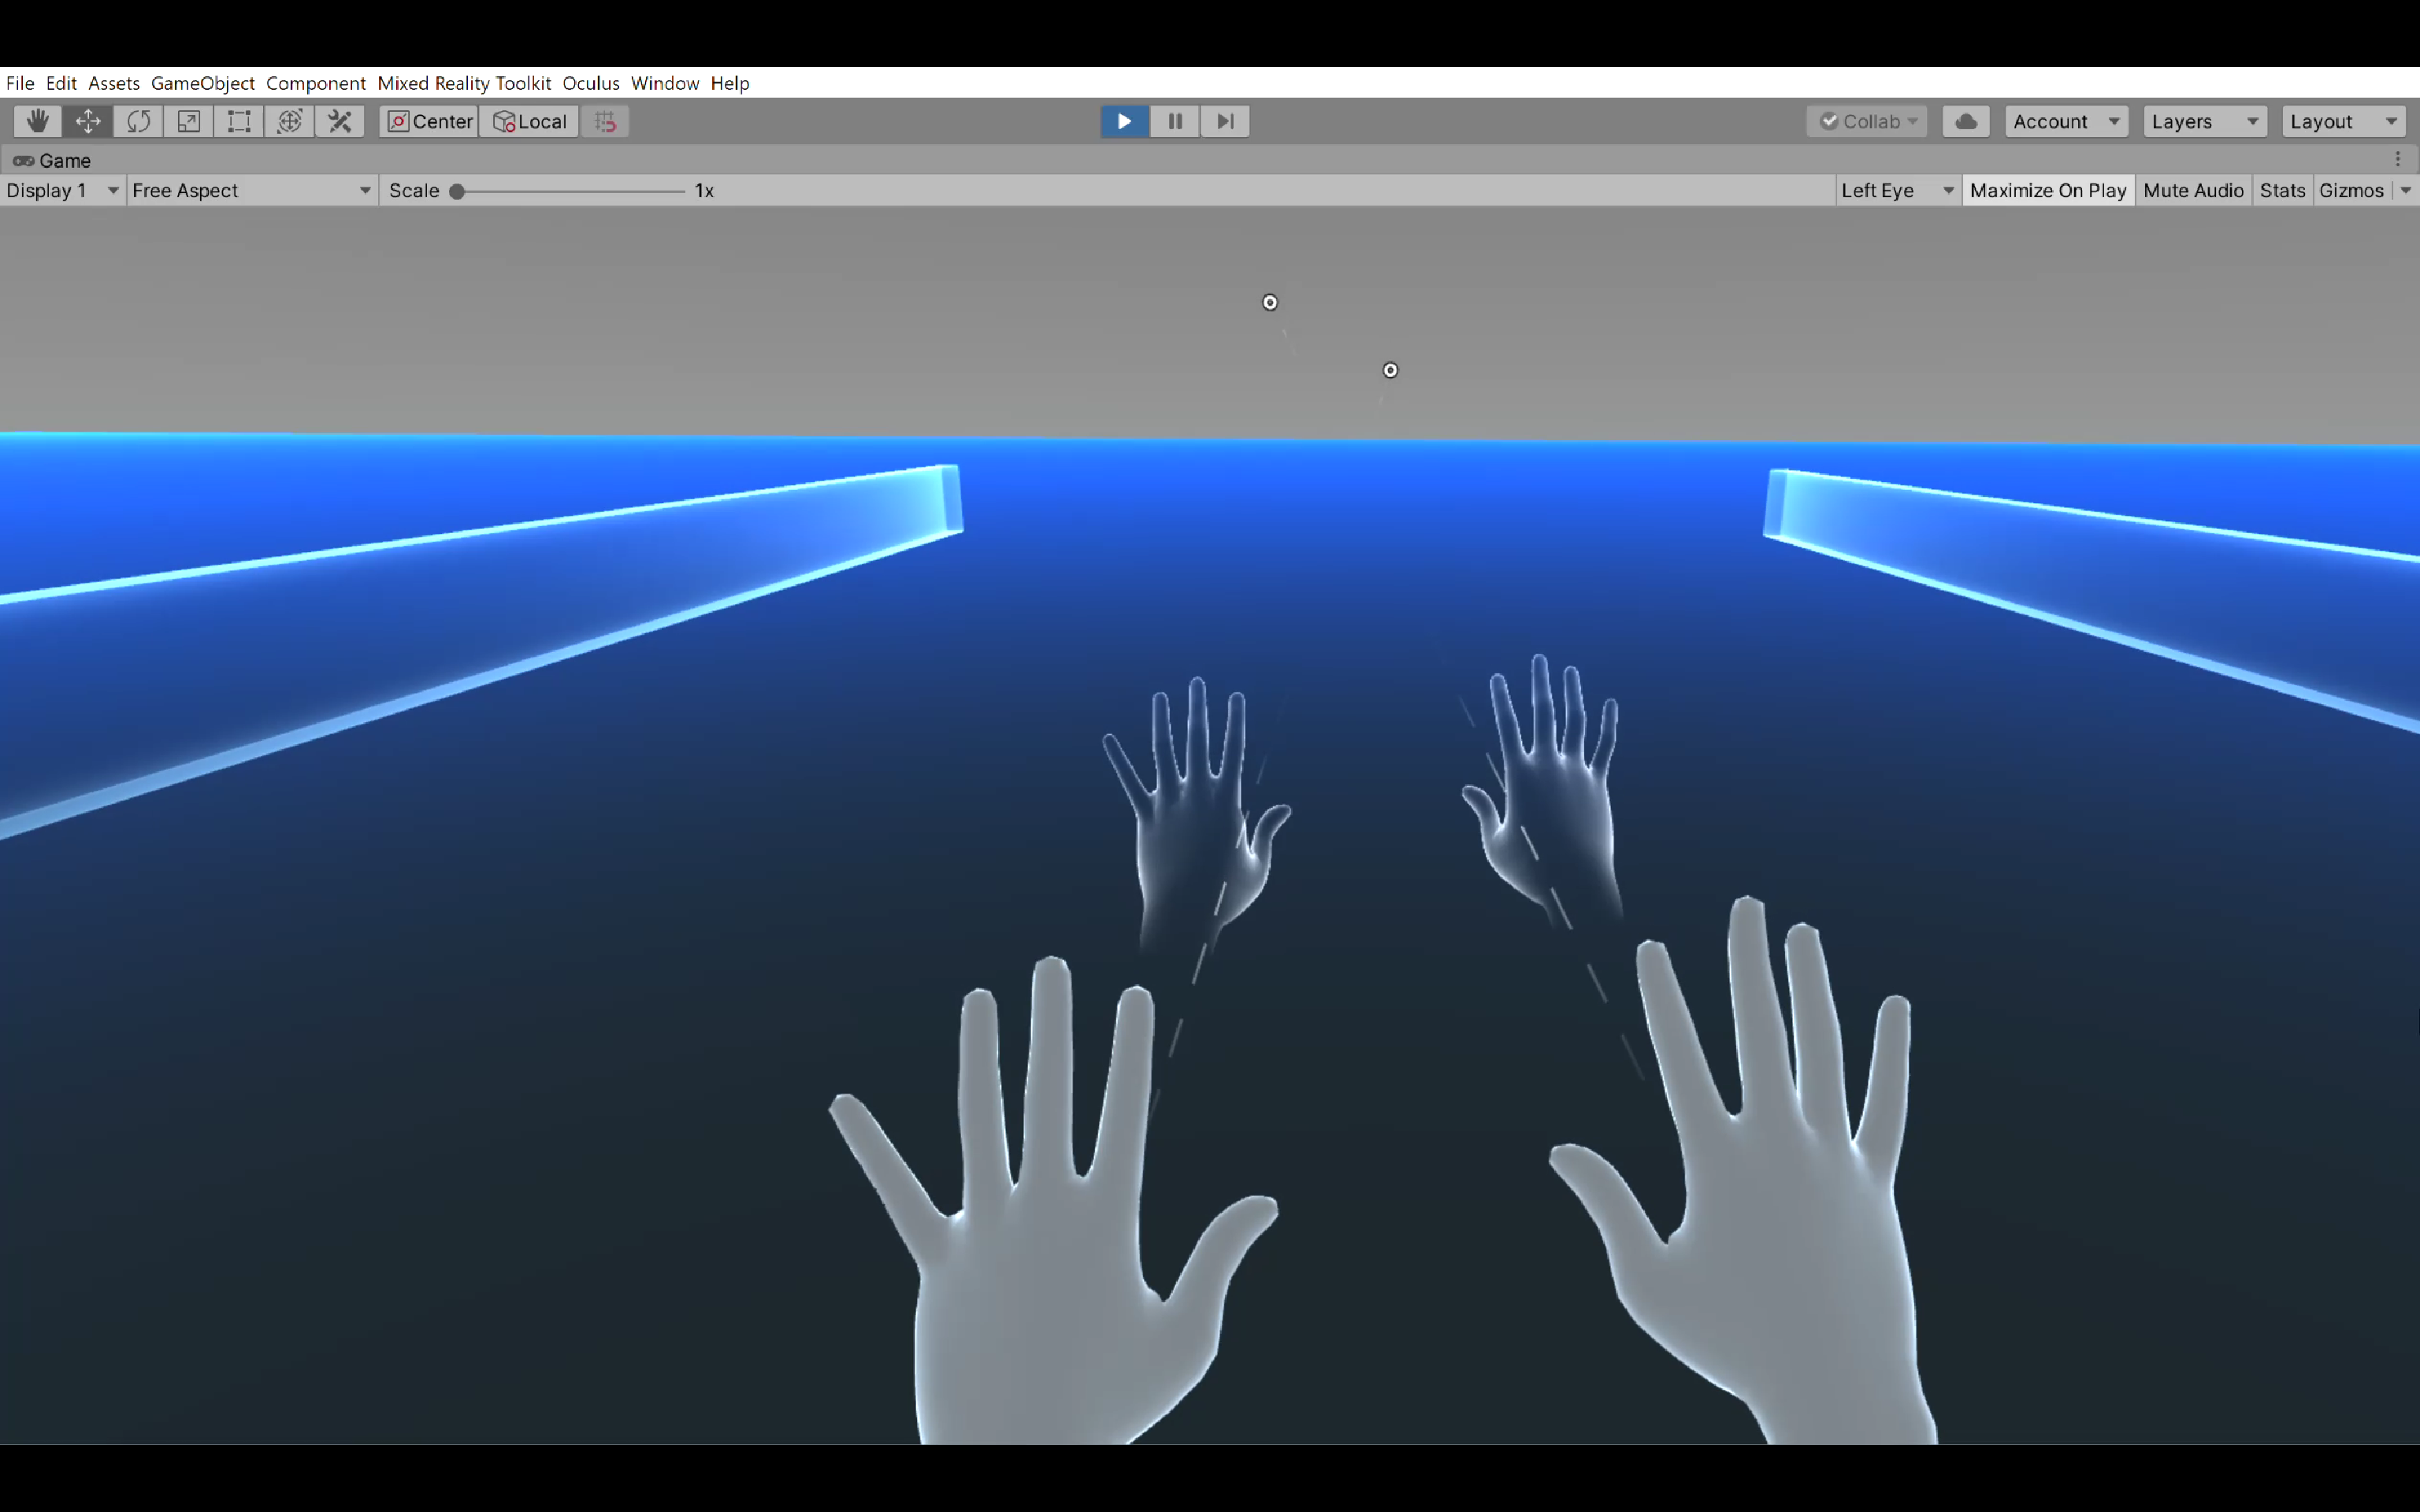 File Edit Assets GameObject Component Mixed Reality Toolkit Oculus Window Help
Center Local Collab Account Layers Layout
Game
Display 1 Free Aspect Scale 1x Left Eye Maximize On Play Mute Audio Stats Gizmos